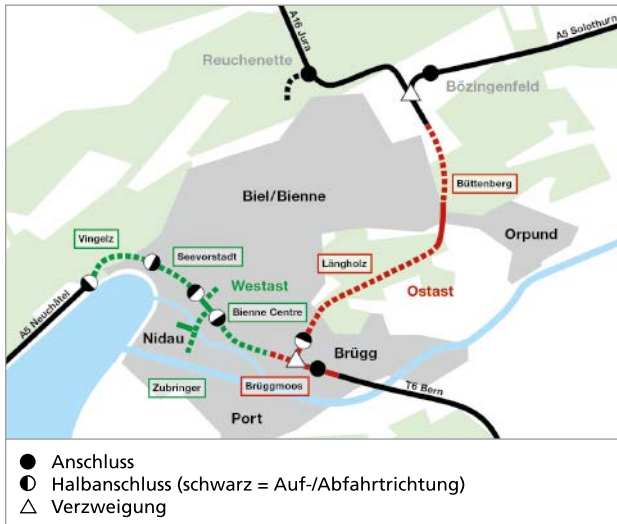 A16 Jura
A5 Solothurn
Reuchenette
Bözingenfeld
Biel/Bienne
Büttenberg
Orpund
Vingelz
Seevorstadt
Längholz
Westast
Ostast
Bienne Centre
A5 Neuchâtel
Nidau
Brügg
Zubringer
Brüggmoos
T6 Bern
Port
Anschluss
Halbanschluss (schwarz = Auf-/Abfahrtrichtung)
Verzweigung